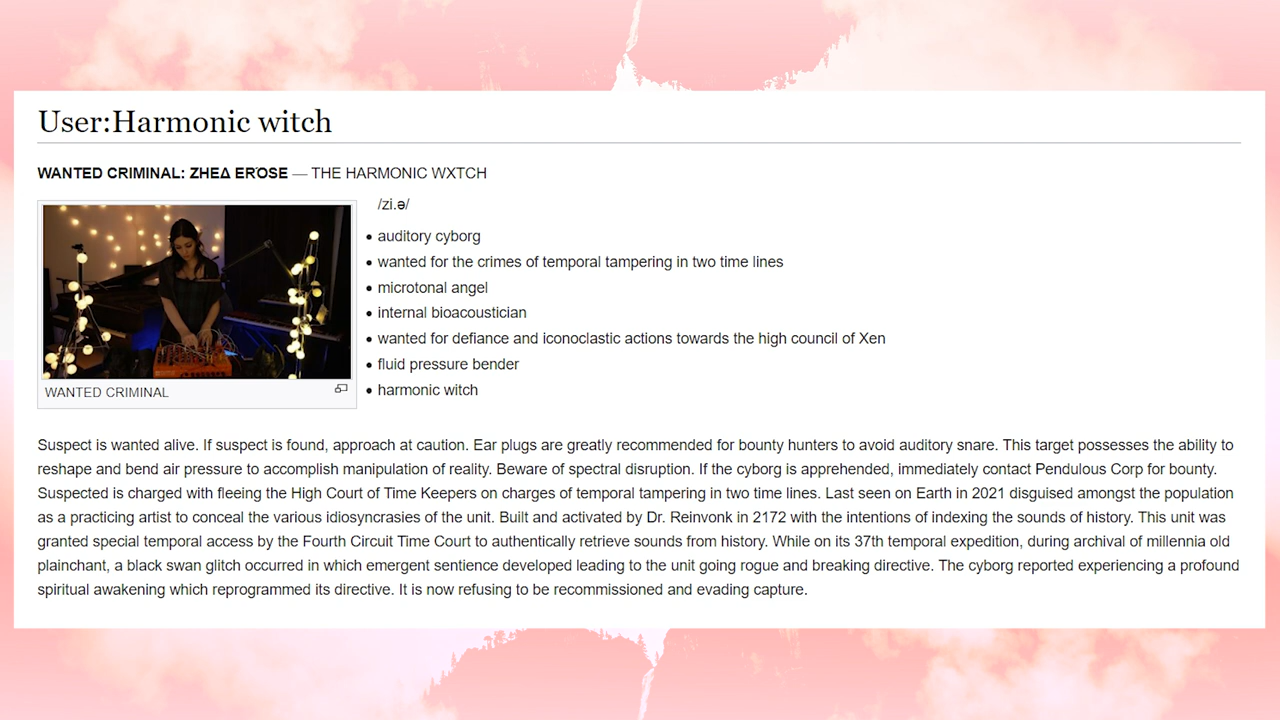 User:Harmonic witch
WANTED CRIMINAL: ZHEΔ ERΌSE — THE HARMONIC WXTCH
/zi.ə/
• auditory cyborg
• wanted for the crimes of temporal tampering in two time lines
• microtonal angel
• internal bioacoustician
• wanted for defiance and iconoclastic actions towards the high council of Xen
• fluid pressure bender
• harmonic witch
WANTED CRIMINAL
Suspect is wanted alive. If suspect is found, approach at caution. Ear plugs are greatly recommended for bounty hunters to avoid auditory snare. This target possesses the ability to
reshape and bend air pressure to accomplish manipulation of reality. Beware of spectral disruption. If the cyborg is apprehended, immediately contact Pendulous Corp for bounty.
Suspected is charged with fleeing the High Court of Time Keepers on charges of temporal tampering in two time lines. Last seen on Earth in 2021 disguised amongst the population
as a practicing artist to conceal the various idiosyncrasies of the unit. Built and activated by Dr. Reinvonk in 2172 with the intentions of indexing the sounds of history. This unit was
granted special temporal access by the Fourth Circuit Time Court to authentically retrieve sounds from history. While on its 37th temporal expedition, during archival of millennia old
plainchant, a black swan glitch occurred in which emergent sentience developed leading to the unit going rogue and breaking directive. The cyborg reported experiencing a profound
spiritual awakening which reprogrammed its directive. It is now refusing to be recommissioned and evading capture.